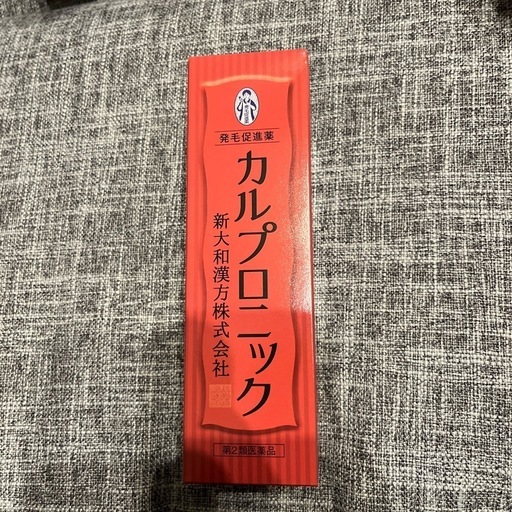 発毛促進薬
カルプロニック
新大和漢方株式会社
第2類医薬品